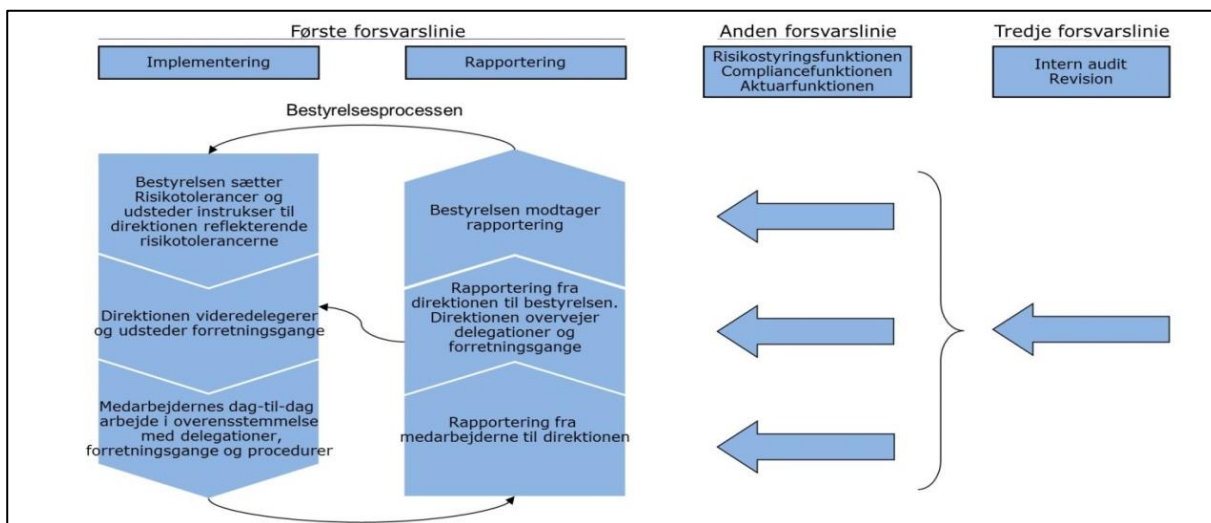 Første forsvarslinie
Anden forsvarslinie
Tredje forsvarslinie
Implementering
Rapportering
Risikostyringsfunktionen
Compliancefunktionen
Aktuarfunktionen
Intern audit
Revision
Bestyrelsesprocessen
Bestyrelsen sætter
Risikotolerancer og
udsteder instrukser til
direktionen reflekterende
risikotolerancerne
Bestyrelsen modtager
rapportering
Direktionen videredelegerer
og udsteder forretningsgange
Rapportering fra
direktionen til bestyrelsen.
Direktionen overvejer
delegationer og
forretningsgange
Medarbejdernes dag-til-dag
arbejde i overensstemmelse
med delegationer,
forretningsgange og procedurer
Rapportering fra
medarbejderne til direktionen